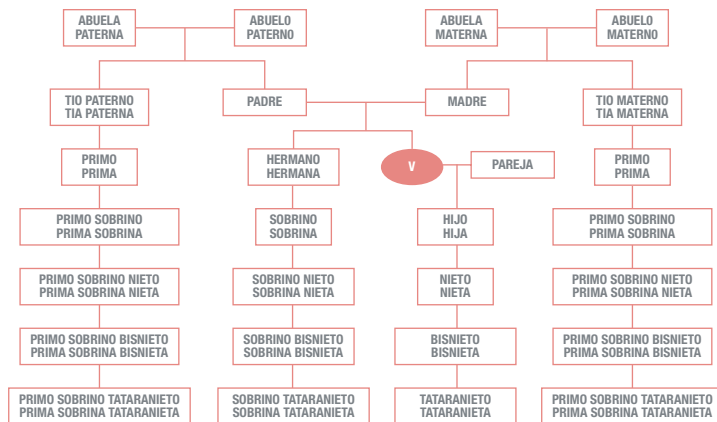 ABUELA
PATERNA
ABUELO
PATERNO
ABUELA
MATERNA
ABUELO
MATERNO
TIO PATERNO
TIA PATERNA
PADRE
MADRE
TIO MATERNO
TIA MATERNA
PRIMO
PRIMA
HERMANO
HERMANA
V
PAREJA
PRIMO
PRIMA
PRIMO SOBRINO
PRIMA SOBRINA
SOBRINO
SOBRINA
HIJO
HIJA
PRIMO SOBRINO
PRIMA SOBRINA
PRIMO SOBRINO NIETO
PRIMA SOBRINA NIETA
SOBRINO NIETO
SOBRINA NIETA
NIETO
NIETA
PRIMO SOBRINO NIETO
PRIMA SOBRINA NIETA
PRIMO SOBRINO BISNIETO
PRIMA SOBRINA BISNIETA
SOBRINO BISNIETO
SOBRINA BISNIETA
BISNIETO
BISNIETA
PRIMO SOBRINO BISNIETO
PRIMA SOBRINA BISNIETA
PRIMO SOBRINO TATARANIETO
PRIMA SOBRINA TATARANIETA
SOBRINO TATARANIETO
SOBRINA TATARANIETA
TATARANIETO
TATARANIETA
PRIMO SOBRINO TATARANIETO
PRIMA SOBRINA TATARANIETA